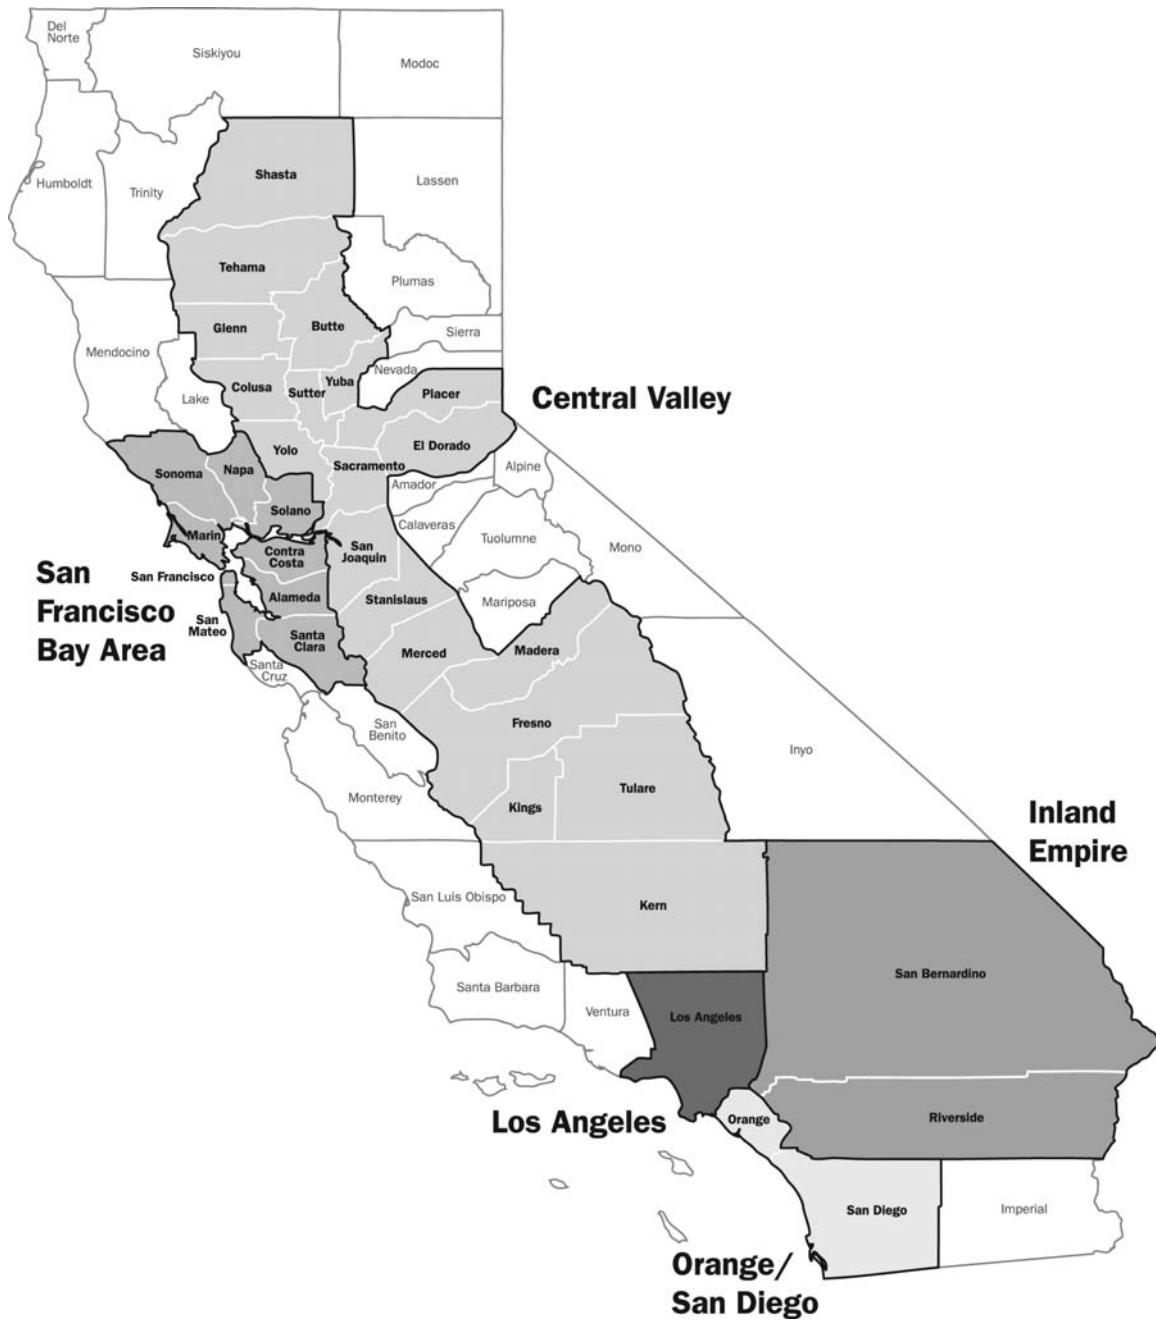 Del
Norte
Siskiyou
Modoc
Shasta
Lassen
Humboldt
Trinity
Tehama
Plumas
Glenn
Butte
Sierra
Mendocino
Nevada
Colusa
Sutter
Yuba
Placer
Lake
Central Valley
Yolo
El Dorado
Sonoma
Napa
Sacramento
Alpine
Amador
Solano
Calaveras
Marin
Tuolumne
Mono
Contra
Costa
San
Joaquin
San
Francisco
Bay Area
San Francisco
Alameda
Stanislaus
Mariposa
San
Mateo
Santa
Clara
Merced
Madera
Santa
Cruz
San
Benito
Fresno
Inyo
Monterey
Kings
Tulare
Inland
Empire
San Luis Obispo
Kern
San Bernardino
Santa Barbara
Ventura
Los Angeles
Los Angeles
Orange
Riverside
San Diego
Imperial
Orange/
San Diego